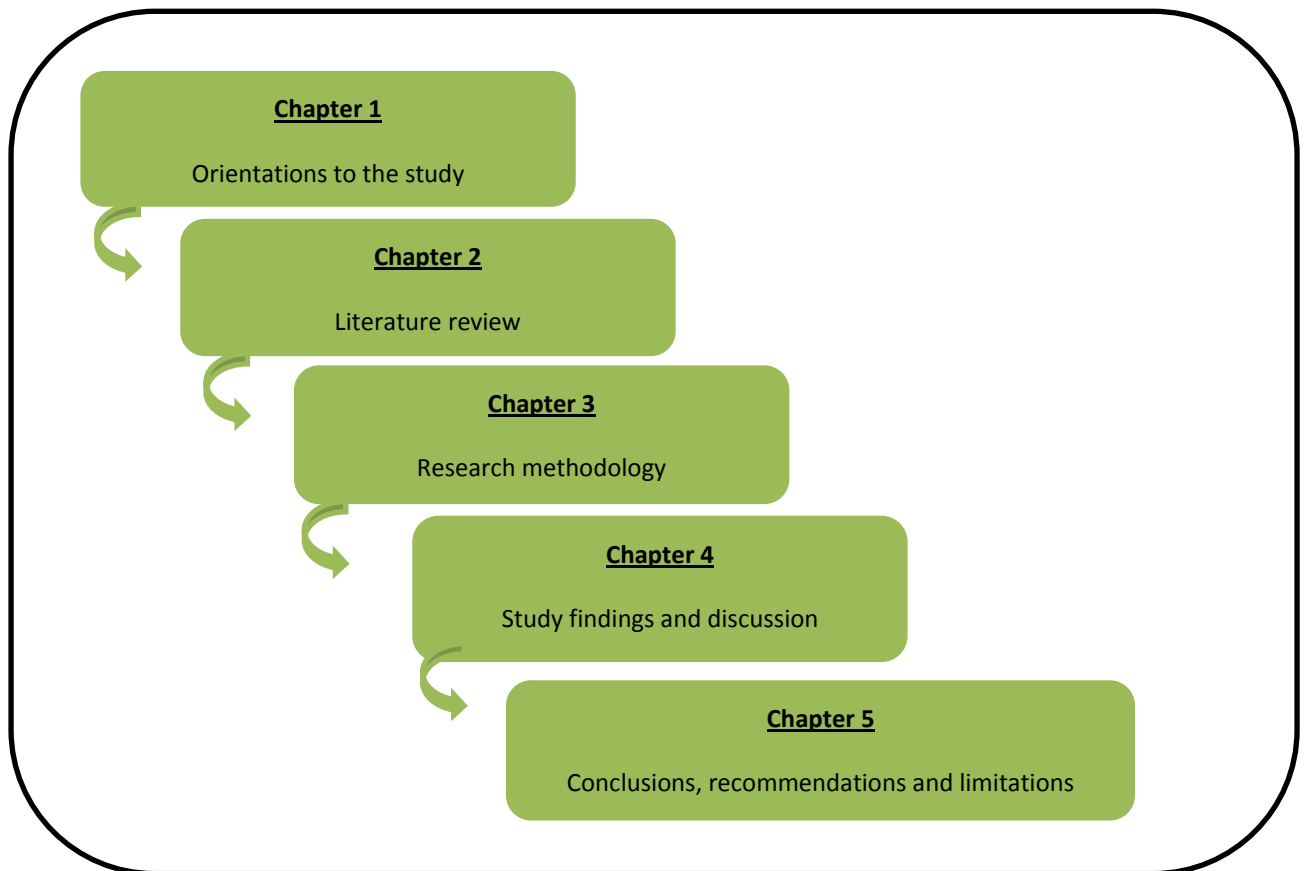 Chapter 1
Orientations to the study
Chapter 2
Literature review
Chapter 3
Research methodology
Chapter 4
Study findings and discussion
Chapter 5
Conclusions, recommendations and limitations